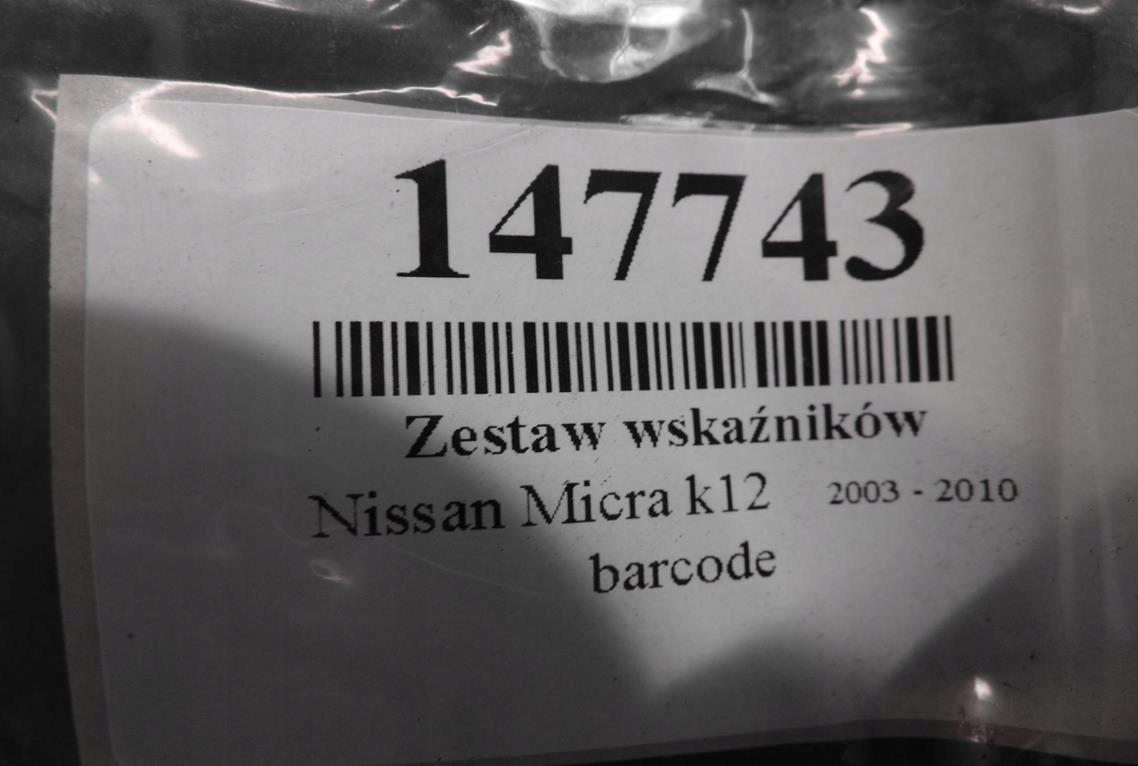 147743
Zestaw wskaźników
Nissan Micra k12 2003 - 2010
barcode